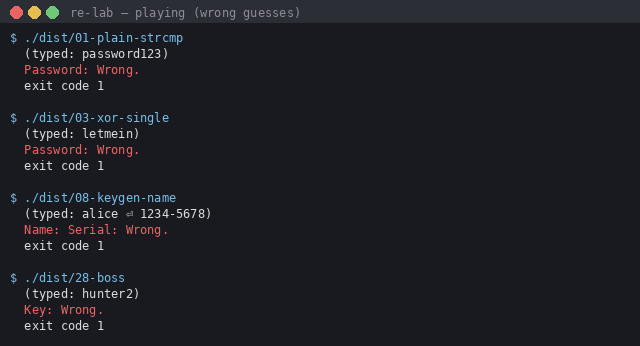 re-lab — playing (wrong guesses)
$ ./dist/01-plain-strcmp
(typed: password123)
Password: Wrong.
exit code 1
$ ./dist/03-xor-single
(typed: letmein)
Password: Wrong.
exit code 1
$ ./dist/08-keygen-name
(typed: alice ⏎ 1234-5678)
Name: Serial: Wrong.
exit code 1
$ ./dist/28-boss
(typed: hunter2)
Key: Wrong.
exit code 1